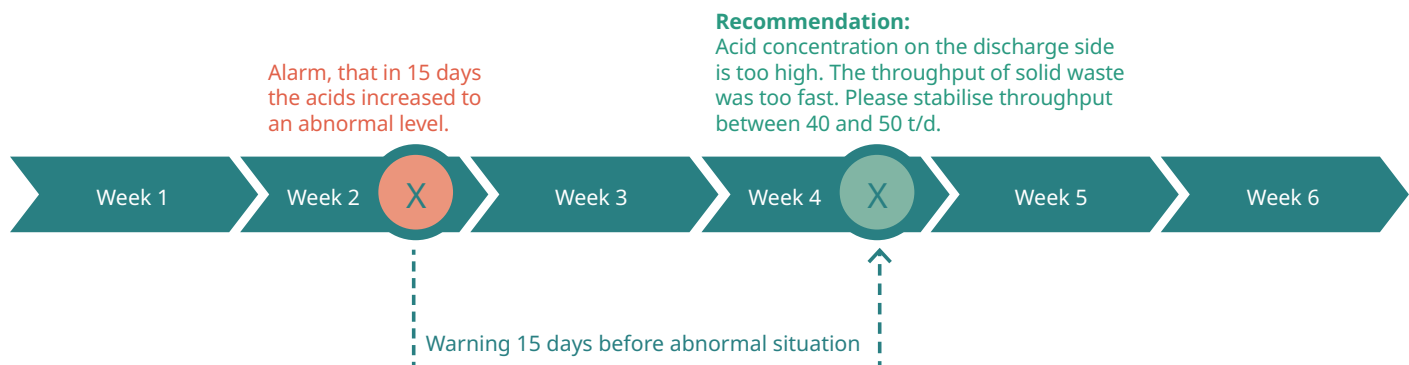 Recommendation:
Acid concentration on the discharge side
is too high. The throughput of solid waste
was too fast. Please stabilise throughput
between 40 and 50 t/d.
Alarm, that in 15 days
the acids increased to
an abnormal level.
Week 1
Week 2
X
Week 3
Week 4
X
Week 5
Week 6
Warning 15 days before abnormal situation